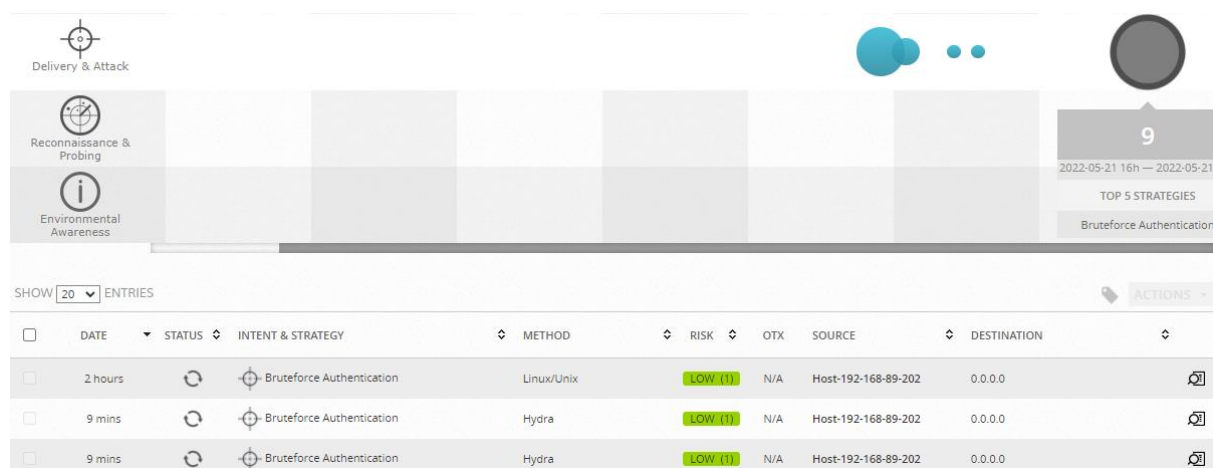 Delivery & Attack
Reconnaissance &
Probing
9
2022-05-21 16h — 2022-05-21
TOP 5 STRATEGIES
Environmental
Awareness
Bruteforce Authentication
SHOW 20 ENTRIES
ACTIONS
DATE STATUS INTENT & STRATEGY METHOD RISK OTX SOURCE DESTINATION
2 hours Bruteforce Authentication Linux/Unix LOW (1) N/A Host-192-168-89-202 0.0.0.0
9 mins Bruteforce Authentication Hydra LOW (1) N/A Host-192-168-89-202 0.0.0.0
9 mins Bruteforce Authentication Hydra LOW (1) N/A Host-192-168-89-202 0.0.0.0